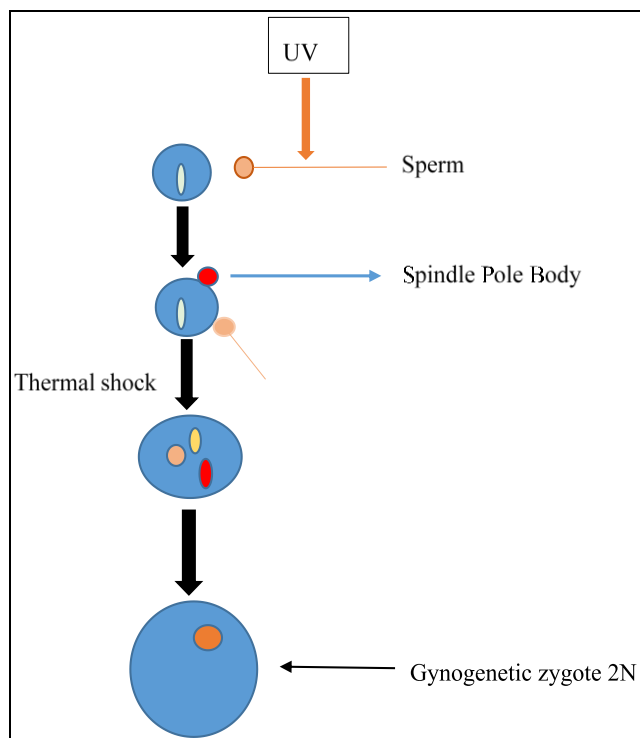 UV
Sperm
Spindle Pole Body
Thermal shock
Gynogenetic zygote 2N